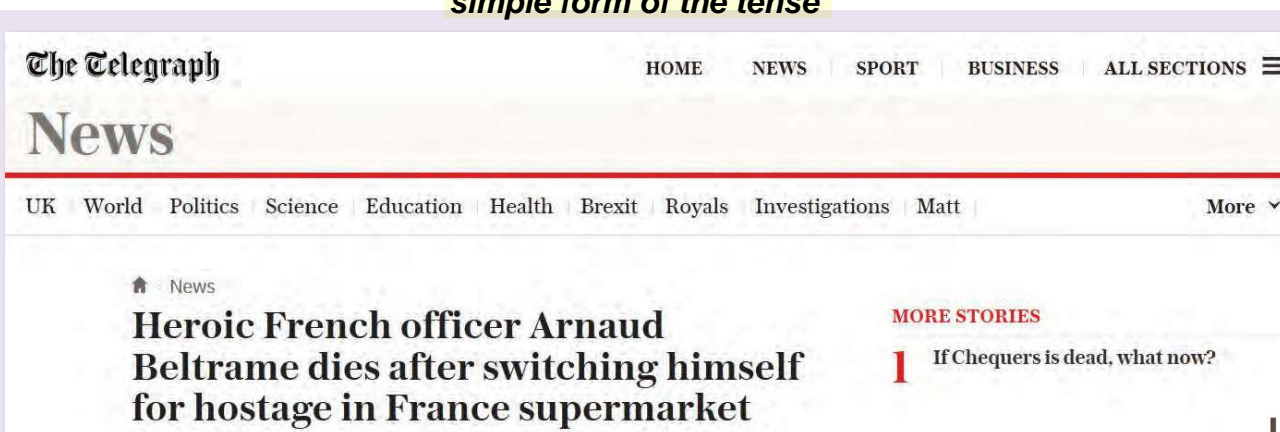 simple form of the tense
The Telegraph
HOME NEWS SPORT BUSINESS ALL SECTIONS
News
UK World Politics Science Education Health Brexit Royals Investigations Matt More
News
Heroic French officer Arnaud
Beltrame dies after switching himself
for hostage in France supermarket
MORE STORIES
1 If Chequers is dead, what now?